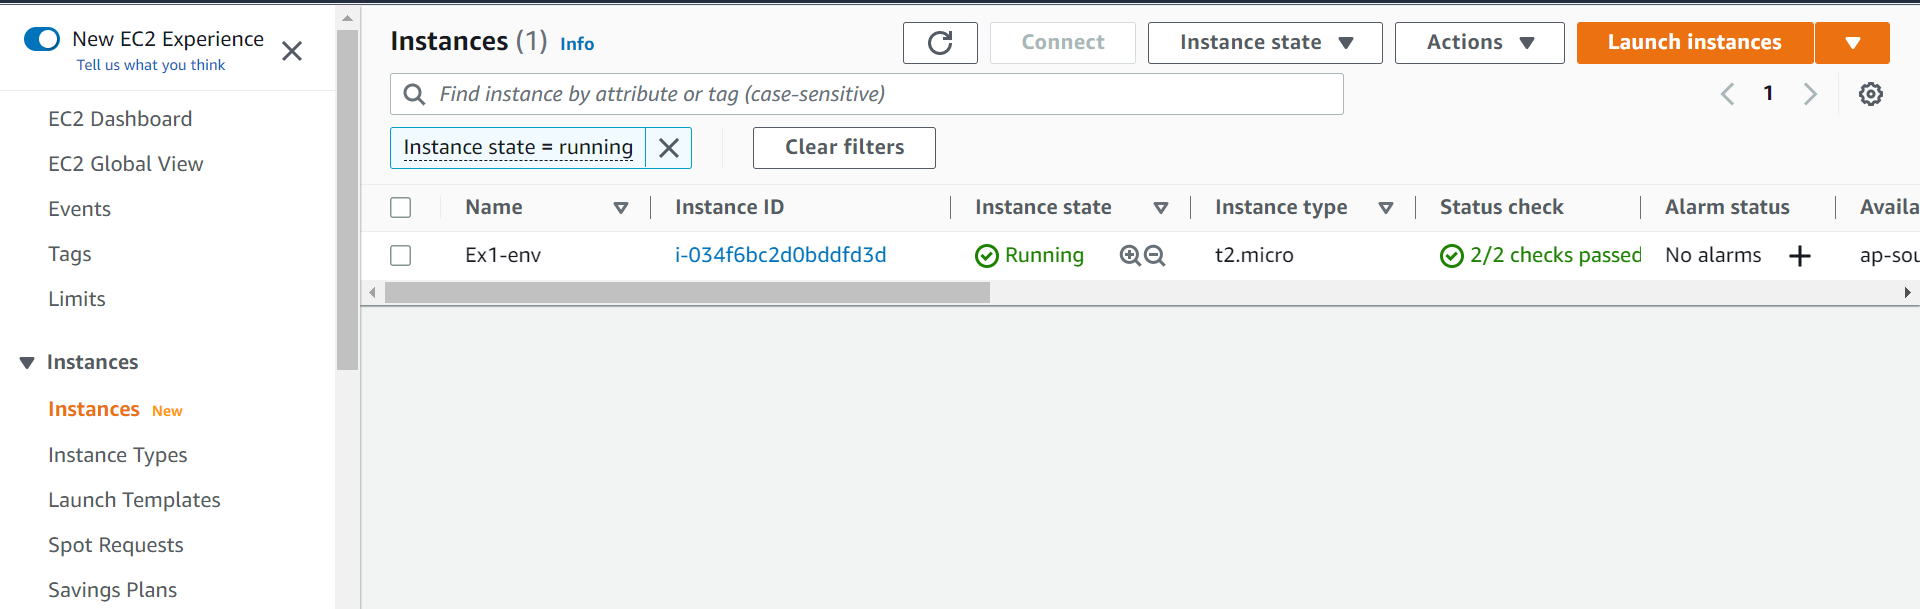 New EC2 Experience
Tell us what you think
EC2 Dashboard
EC2 Global View
Events
Tags
Limits
Instances
Instances New
Instance Types
Launch Templates
Spot Requests
Savings Plans
Instances (1) Info
Connect
Instance state
Actions
Launch instances
Find instance by attribute or tag (case-sensitive)
1
Instance state = running
Clear filters
Name Instance ID Instance state Instance type Status check Alarm status Availa
Ex1-env i-034f6bc2d0bddfd3d Running t2.micro 2/2 checks passed No alarms ap-sou